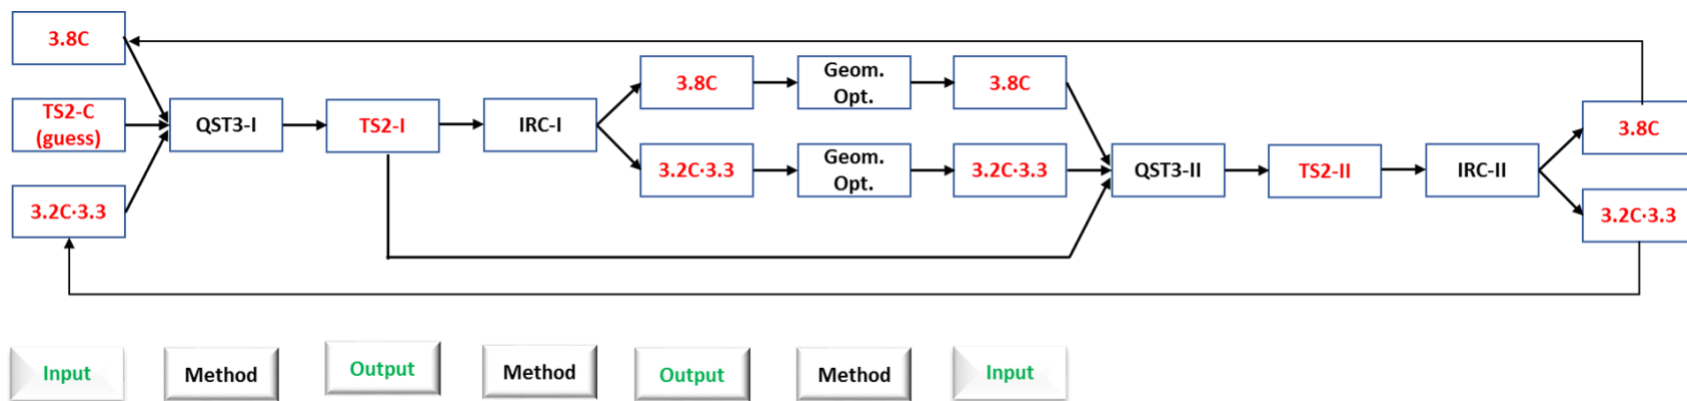 3.8C
TS2-C
(guess)
3.2C·3.3
QST3-I
TS2-I
IRC-I
3.8C
Geom.
Opt.
3.8C
3.2C·3.3
Geom.
Opt.
3.2C·3.3
QST3-II
TS2-II
IRC-II
3.8C
3.2C·3.3
Input
Method
Output
Method
Output
Method
Input